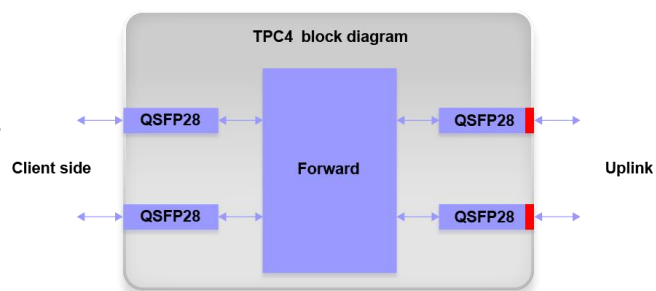 TPC4 block diagram
QSFP28
QSFP28
Client side
Forward
Uplink
QSFP28
QSFP28